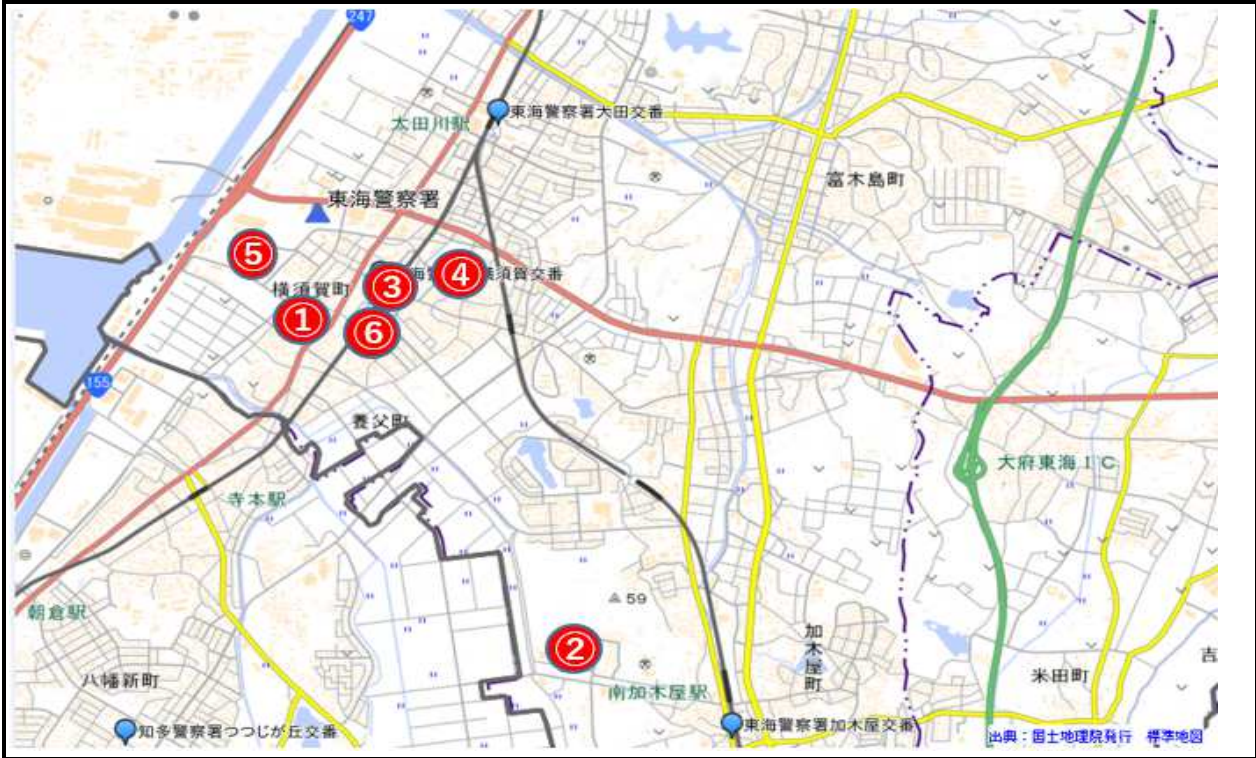 247
東海警察署大田交番
太田川駅
富木島町
東海警察署
⑤
③
④
須賀交番
横須賀町
①
⑥
155
養父町
大府東海IC
寺本駅
59
朝倉駅
②
加木屋町
南加木屋駅
米田町
吉
八幡新町
知多警察署つつじが丘交番
東海警察署加木屋交番
出典：国土地理院発行 標準地図